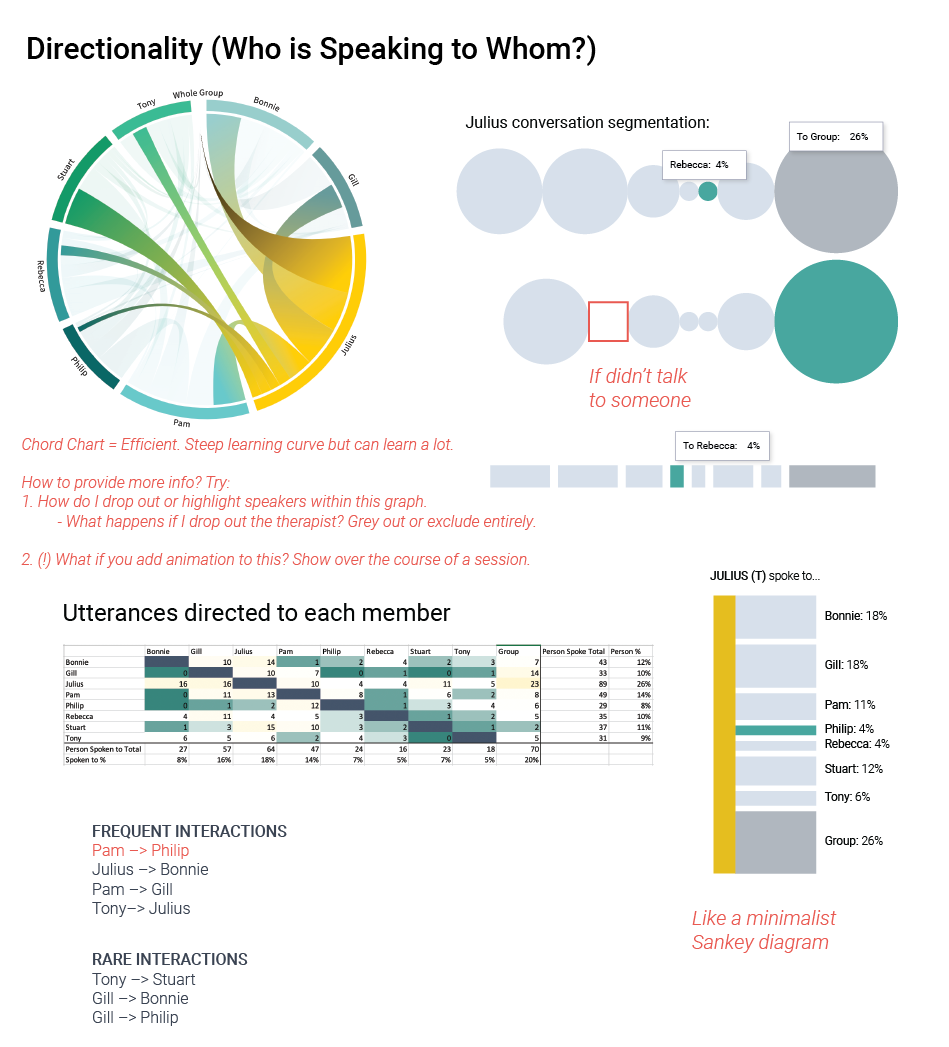 Directionality (Who is Speaking to Whom?)
Whole Group
Bonnie
Gill
Julius
Pam
Philip
Rebecca
Stuart
Tony
Julius conversation segmentation:
To Group: 26%
Rebecca: 4%
If didn't talk
to someone
To Rebecca: 4%
Chord Chart = Efficient. Steep learning curve but can learn a lot.
How to provide more info? Try:
1. How do I drop out or highlight speakers within this graph.
- What happens if I drop out the therapist? Grey out or exclude entirely.
2. (!) What if you add animation to this? Show over the course of a session.
Utterances directed to each member
Bonnie Gill Julius Pam Philip Rebecca Stuart Tony Group Person Spoke Total Person %
Bonnie 10 14 1 2 4 2 3 7 43 12%
Gill 0 10 7 0 1 0 1 14 33 10%
Julius 16 16 10 4 4 11 5 23 89 26%
Pam 0 11 13 8 1 6 2 8 49 14%
Philip 0 1 2 12 1 3 4 6 29 8%
Rebecca 4 11 4 5 3 1 2 5 35 10%
Stuart 1 3 15 10 3 2 1 2 37 11%
Tony 6 5 6 2 4 3 0 5 31 9%
Person Spoken to Total 27 57 64 47 24 16 23 18 70
Spoken to % 8% 16% 18% 14% 7% 5% 7% 5% 20%
JULIUS (T) spoke to...
Bonnie: 18%
Gill: 18%
Pam: 11%
Philip: 4%
Rebecca: 4%
Stuart: 12%
Tony: 6%
Group: 26%
Like a minimalist
Sankey diagram
FREQUENT INTERACTIONS
Pam –> Philip
Julius –> Bonnie
Pam –> Gill
Tony–> Julius
RARE INTERACTIONS
Tony –> Stuart
Gill –> Bonnie
Gill –> Philip